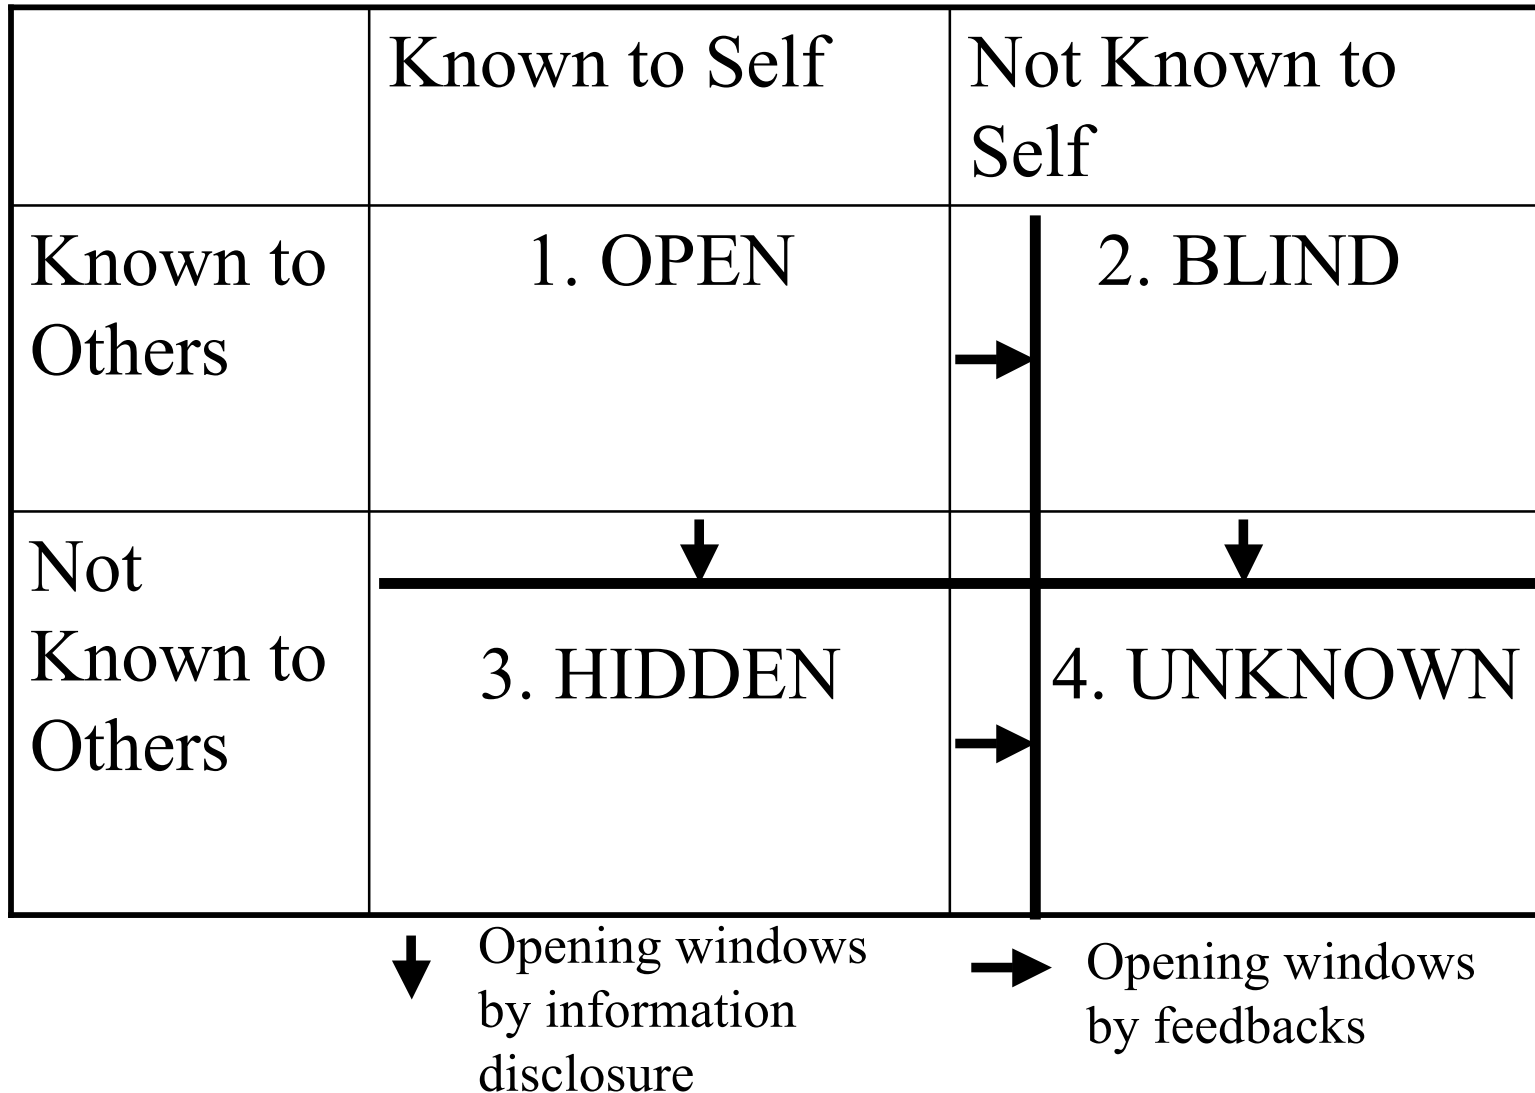 Known to Self
Not Known to
Self
Known to
Others
1. OPEN
2. BLIND
Not
Known to
Others
3. HIDDEN
4. UNKNOWN
Opening windows
by information
disclosure
Opening windows
by feedbacks